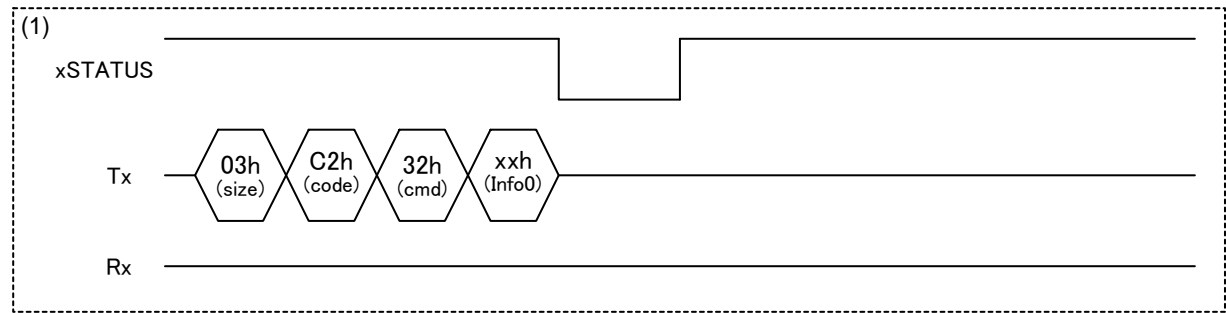 (1)
xSTATUS
Tx
03h
(size)
C2h
(code)
32h
(cmd)
xxh
(Info0)
Rx